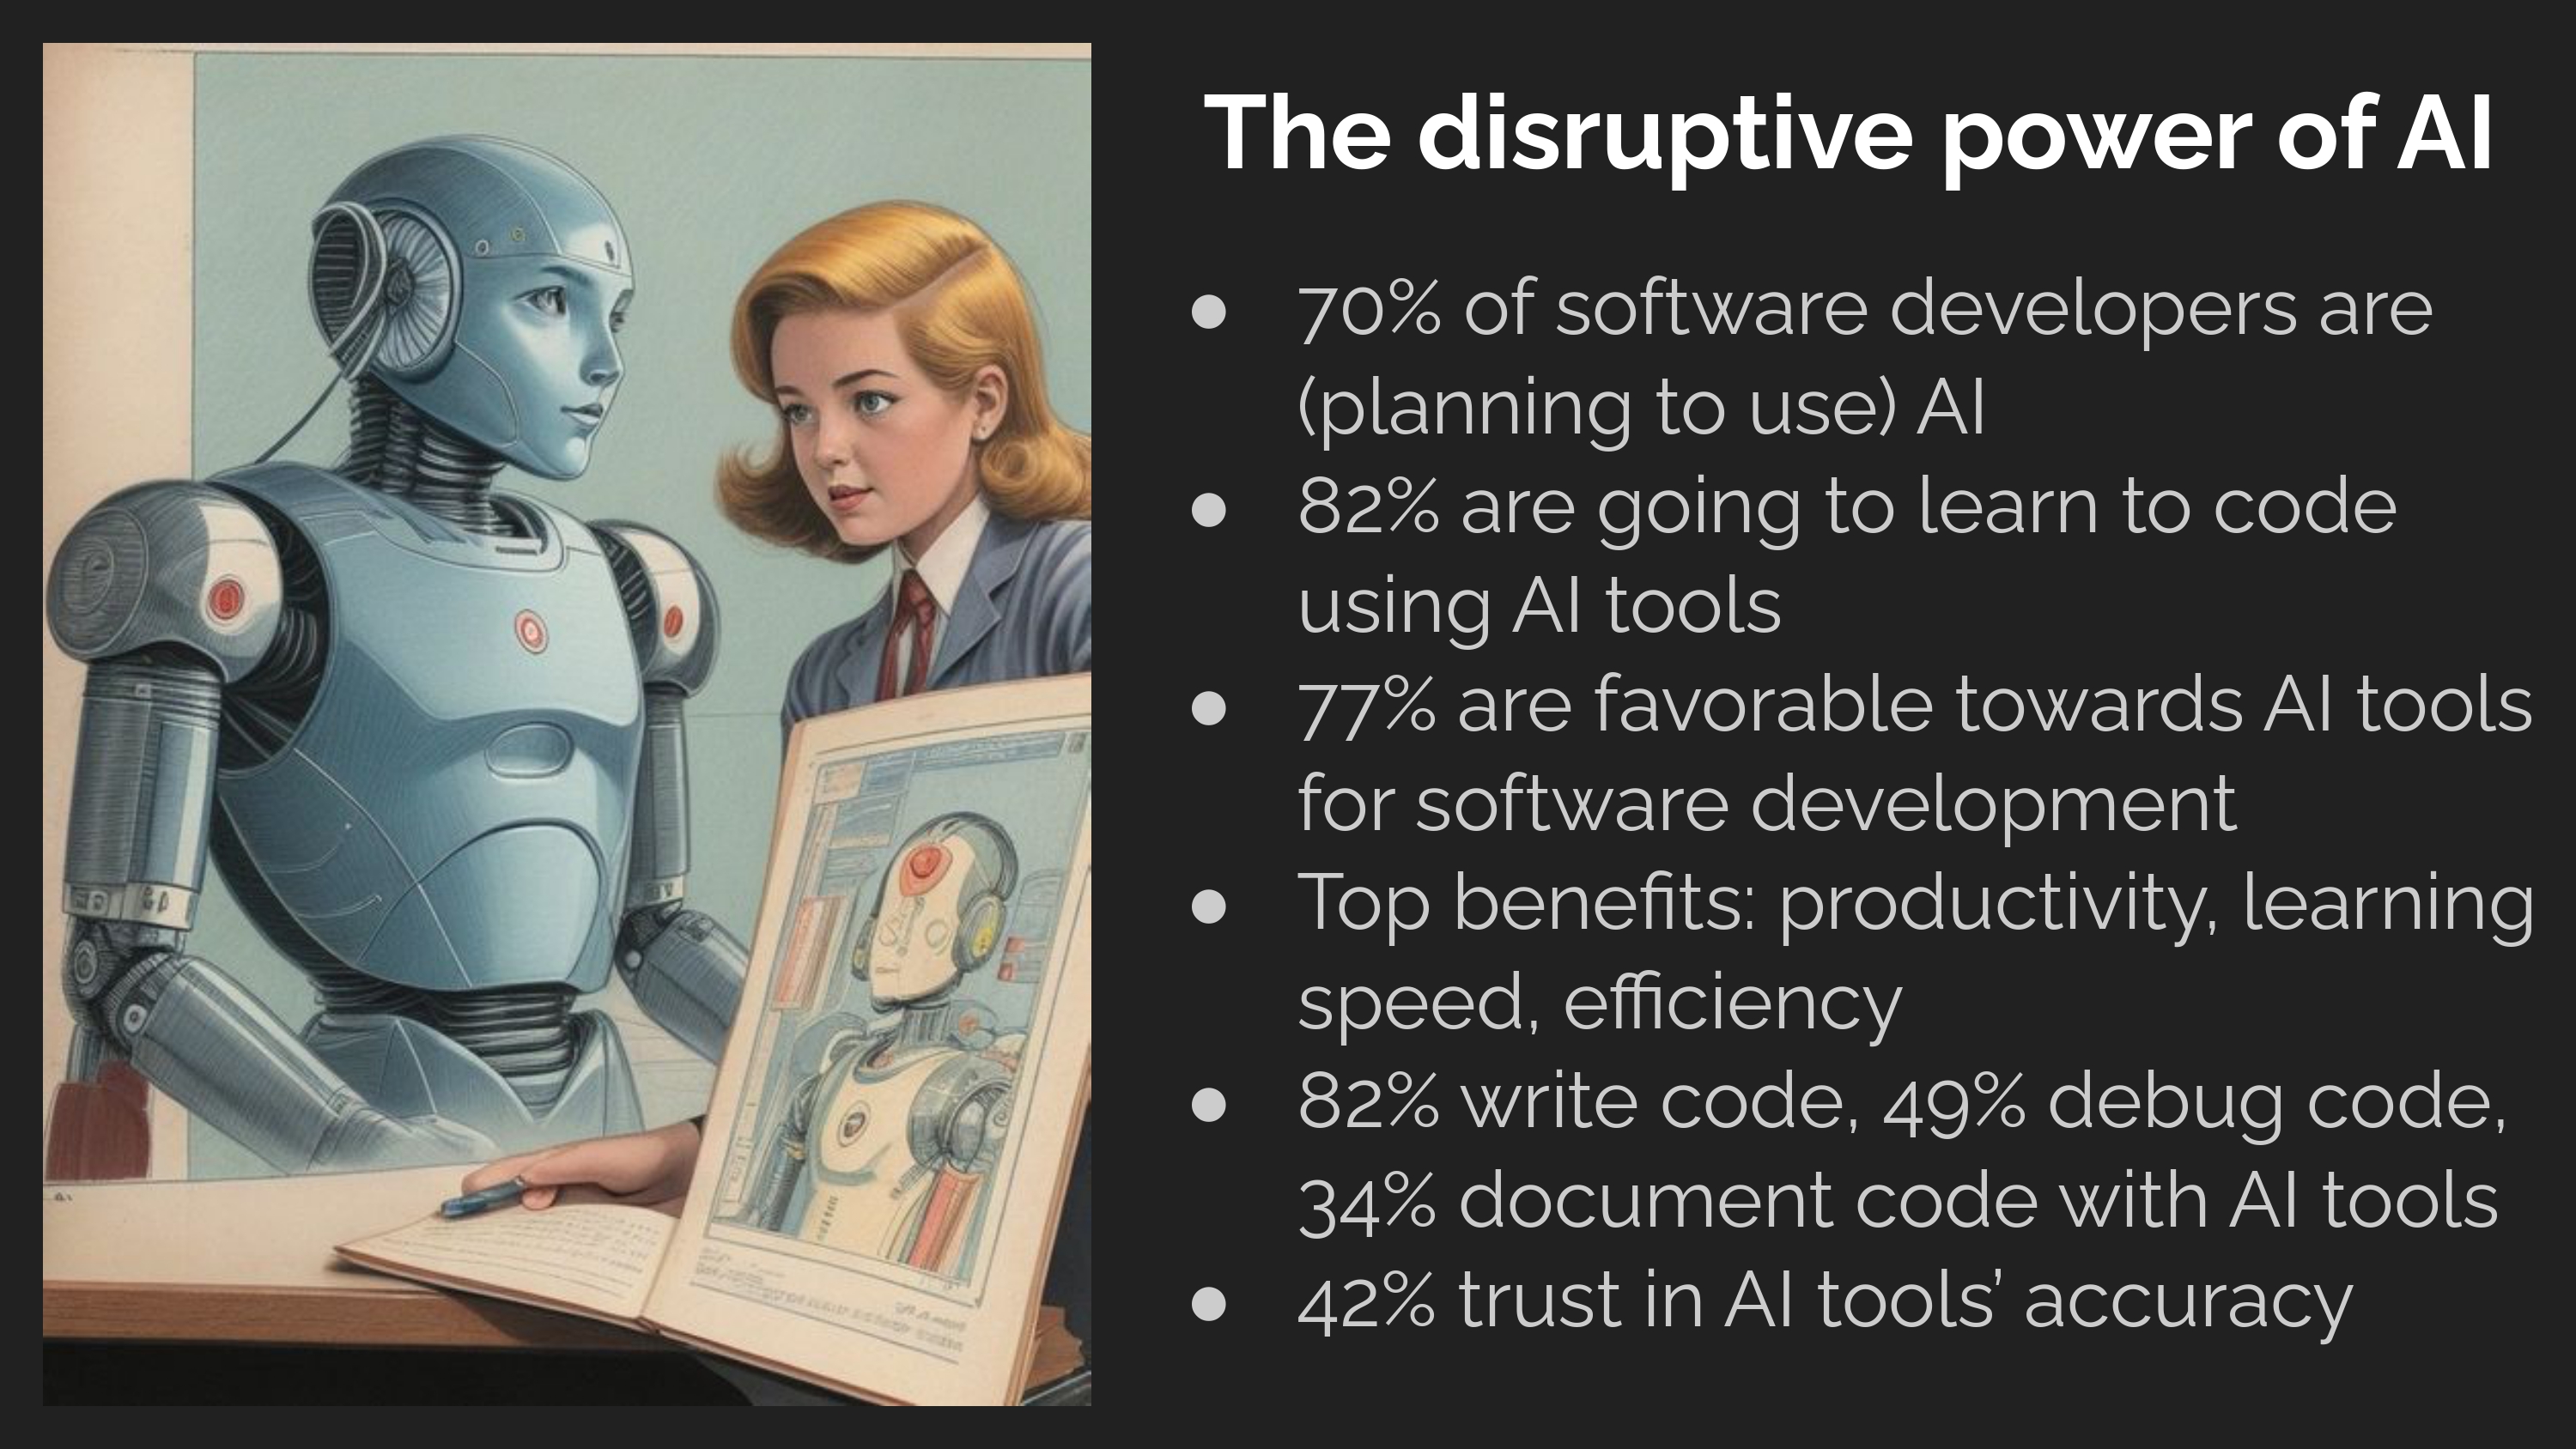 The disruptive power of AI
● 70% of software developers are
(planning to use) AI
● 82% are going to learn to code
using AI tools
● 77% are favorable towards AI tools
for software development
● Top benefits: productivity, learning
speed, efficiency
● 82% write code, 49% debug code,
34% document code with AI tools
● 42% trust in AI tools’ accuracy